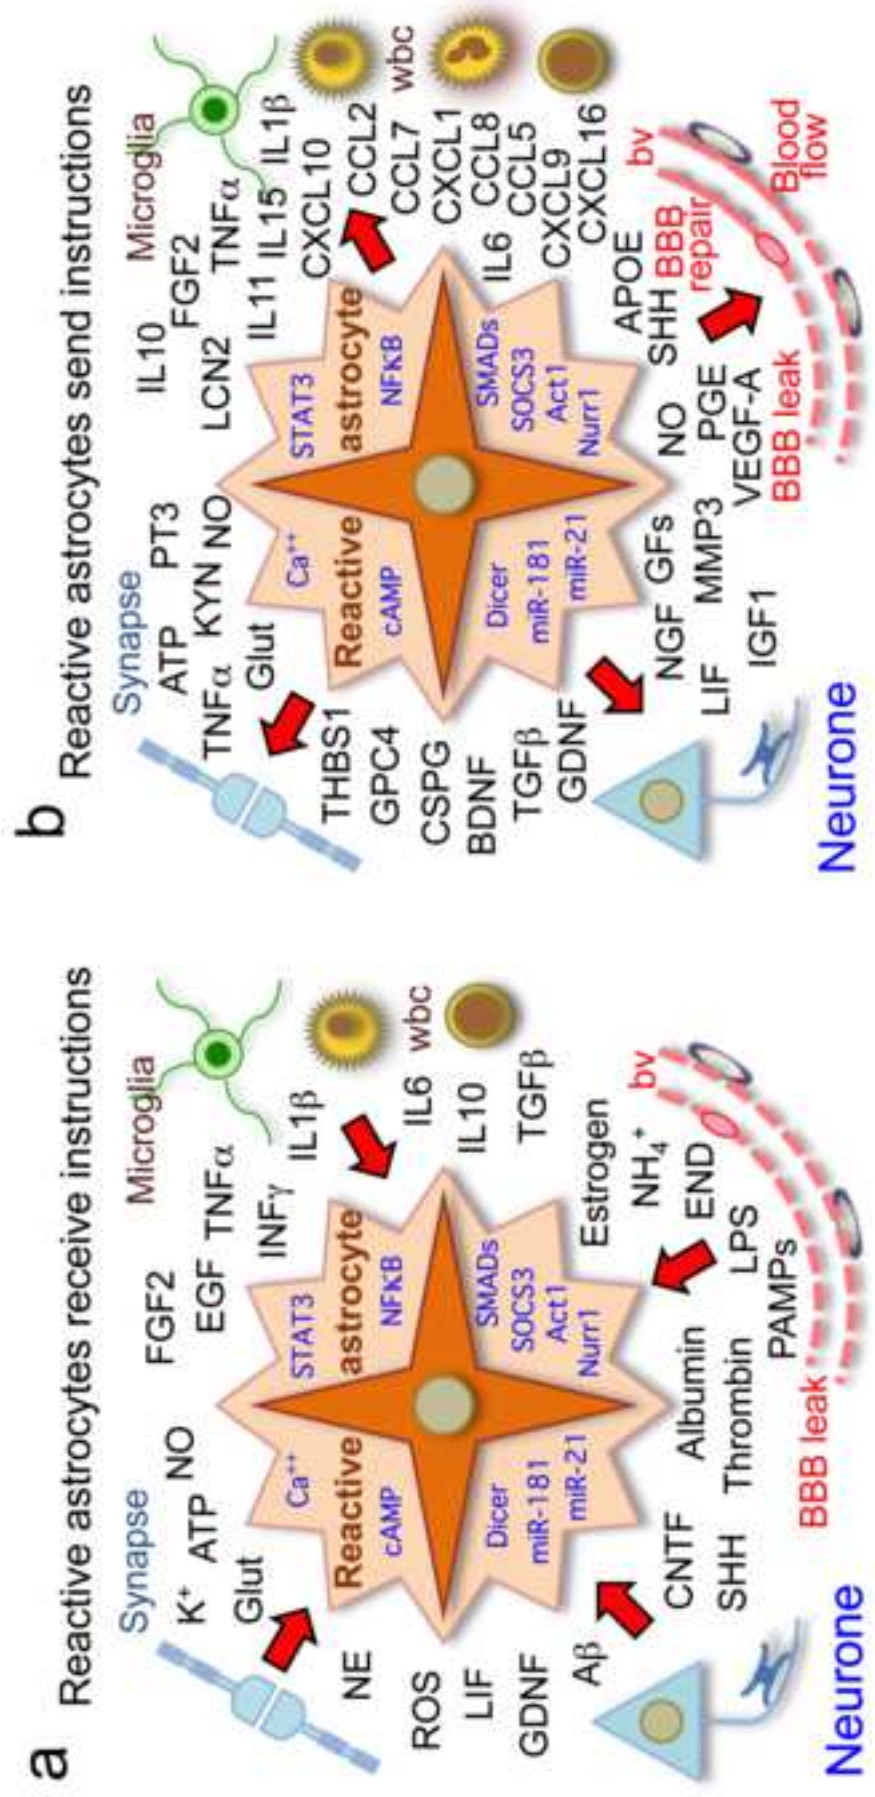 a
Reactive astrocytes receive instructions
Synapse
Microglia
K⁺
ATP
NO
Glut
FGF2
EGF
TNFα
INFγ
IL1β
NE
ROS
LIF
GDNF
Aβ
Ca⁺⁺
STAT3
Reactive
astrocyte
cAMP
NFKB
Dicer
SMADs
miR-181
SOCS3
miR-21
Act1
Nurr1
IL6
wbc
IL10
TGFβ
Estrogen
NH₄⁺
bv
END
CNTF
SHH
Albumin
Thrombin
LPS
PAMPs
BBB leak
Neurone
b
Reactive astrocytes send instructions
Synapse
Microglia
ATP
PT3
IL10
FGF2
TNFα
KYN
NO
LCN2
TNFα
Glut
IL11
IL15
IL1β
CXCL10
THBS1
GPC4
CSPG
BDNF
TGFβ
GDNF
Ca⁺⁺
STAT3
Reactive
astrocyte
cAMP
NFKB
Dicer
SMADs
miR-181
SOCS3
miR-21
Act1
Nurr1
CCL2
wbc
CCL7
CXCL1
IL6
CCL8
CCL5
CXCL9
CXCL16
APOE
bv
SHH
BBB
repair
NGF
GFs
NO
LIF
MMP3
PGE
VEGF-A
IGF1
BBB leak
Blood
flow
Neurone